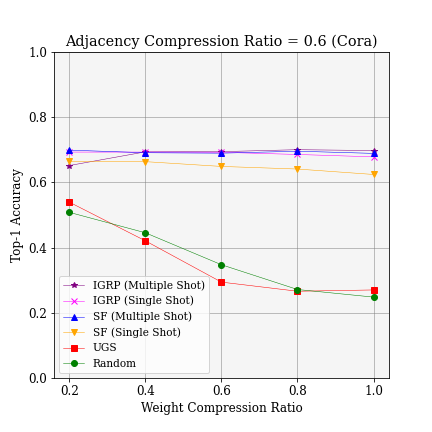 Adjacency Compression Ratio = 0.6 (Cora)
1.0
0.8
0.6
0.4
0.2
0.0
Top-1 Accuracy
IGRP (Multiple Shot)
IGRP (Single Shot)
SF (Multiple Shot)
SF (Single Shot)
UGS
Random
0.2 0.4 0.6 0.8 1.0
Weight Compression Ratio